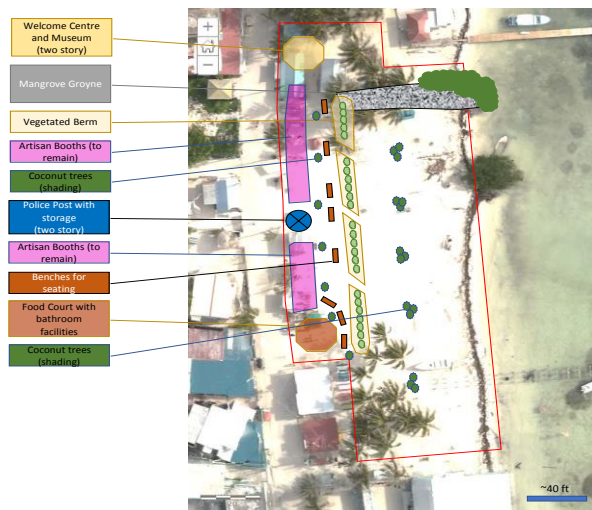 Welcome Centre
and Museum
(two story)
Mangrove Groyne
Vegetated Berm
Artisan Booths (to
remain)
Coconut trees
(shading)
Police Post with
storage
(two story)
Artisan Booths (to
remain)
Benches for
seating
Food Court with
bathroom
facilities
Coconut trees
(shading)
~40 ft